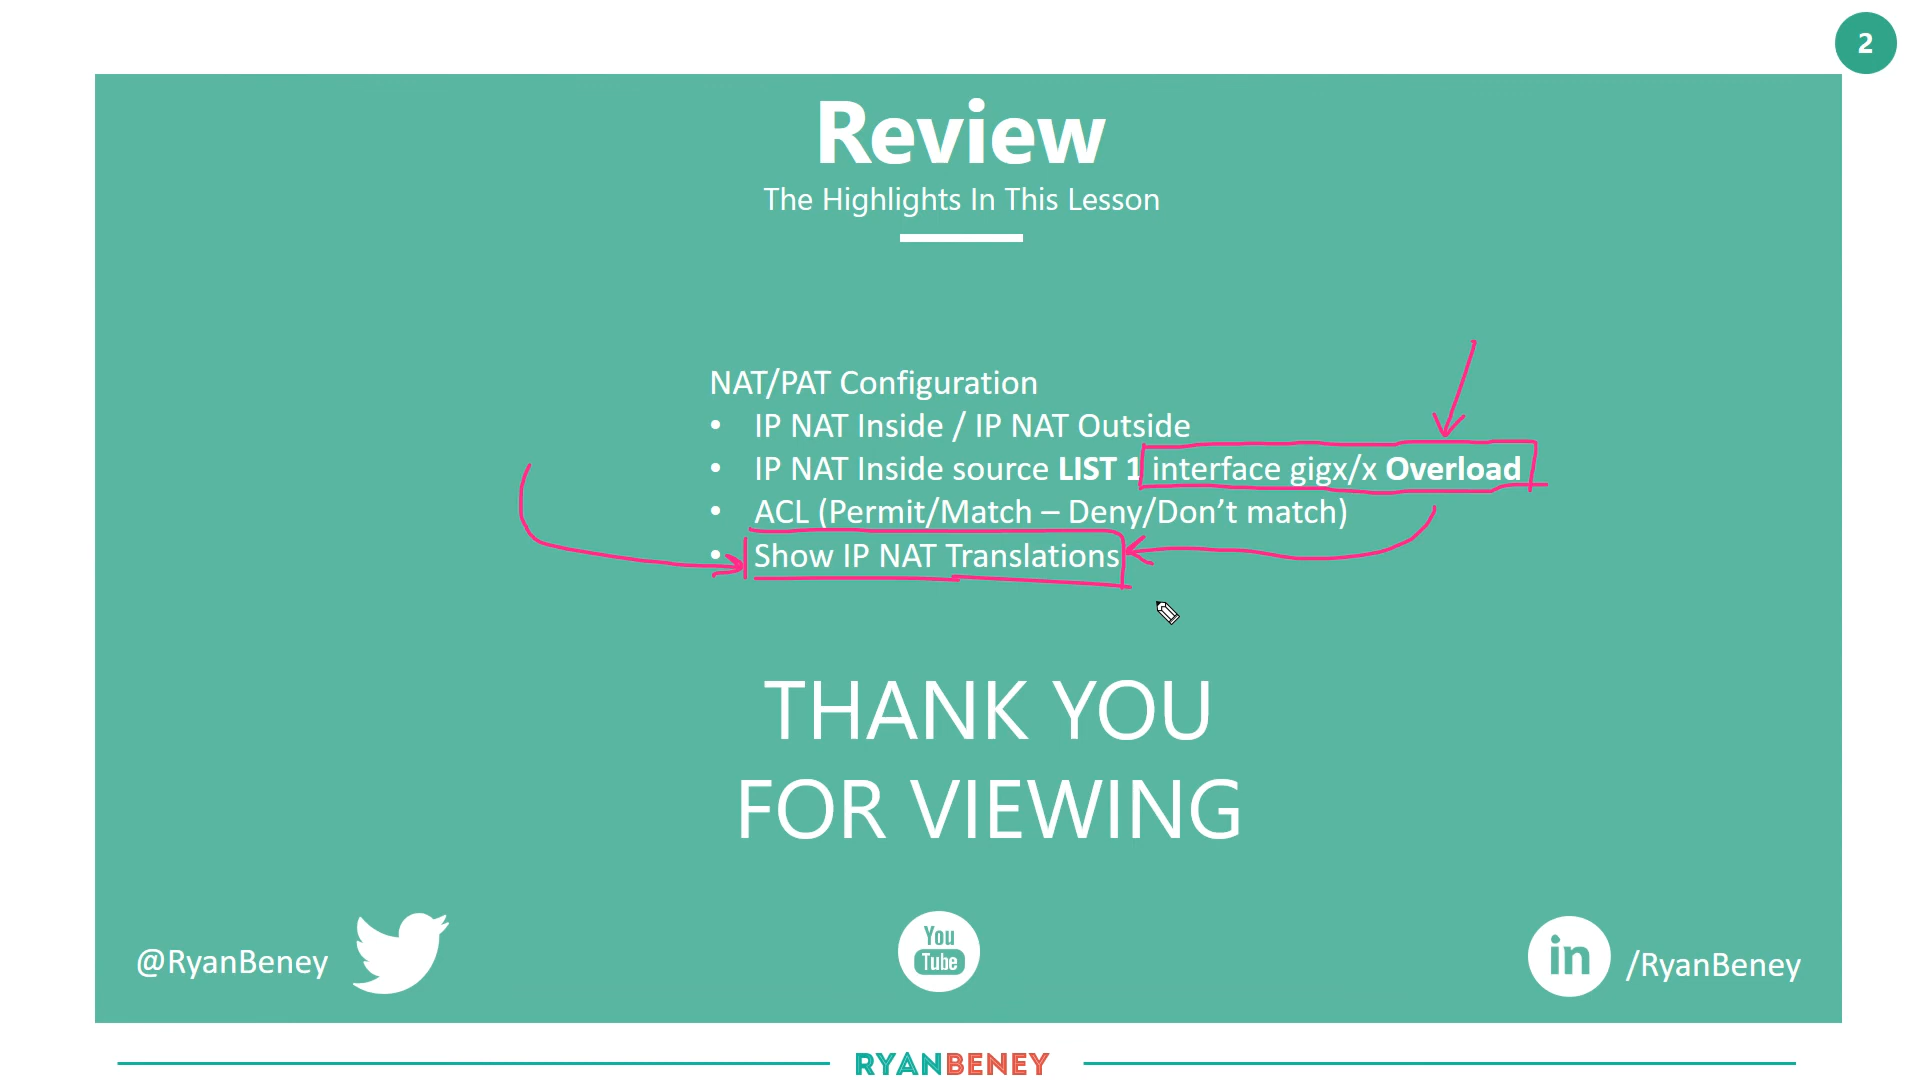 2
Review
The Highlights In This Lesson
NAT/PAT Configuration
• IP NAT Inside / IP NAT Outside
• IP NAT Inside source LIST 1 interface gigx/x Overload
• ACL (Permit/Match – Deny/Don’t match)
• Show IP NAT Translations
THANK YOU
FOR VIEWING
@RyanBeney
You
Tube
in
/RyanBeney
RYANBENEY